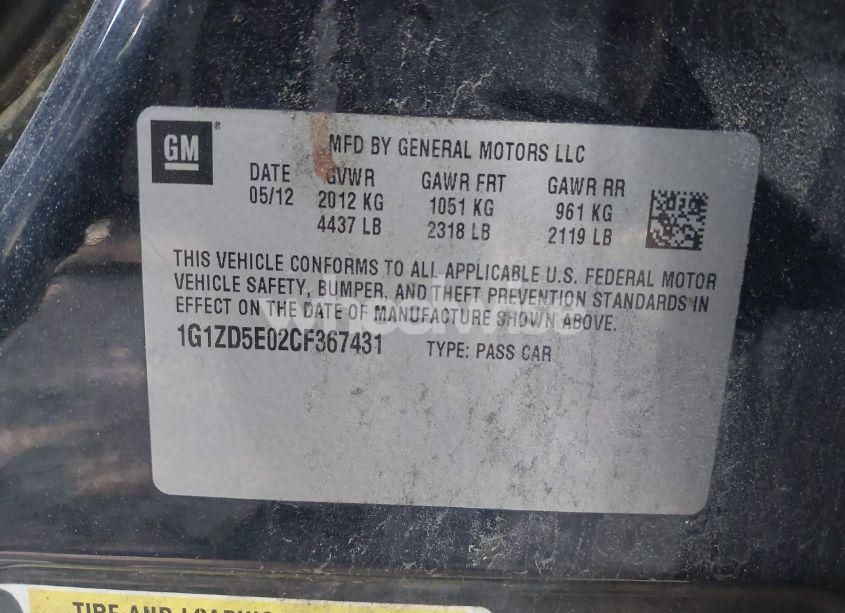 GM
MFD BY GENERAL MOTORS LLC
DATE GVWR GAWR FRT GAWR RR
05/12 2012 KG 1051 KG 961 KG
4437 LB 2318 LB 2119 LB
THIS VEHICLE CONFORMS TO ALL APPLICABLE U.S. FEDERAL MOTOR
VEHICLE SAFETY, BUMPER, AND THEFT PREVENTION STANDARDS IN
EFFECT ON THE DATE OF MANUFACTURE SHOWN ABOVE.
1G1ZD5E02CF367431 TYPE: PASS CAR
TIRE AND LOADING